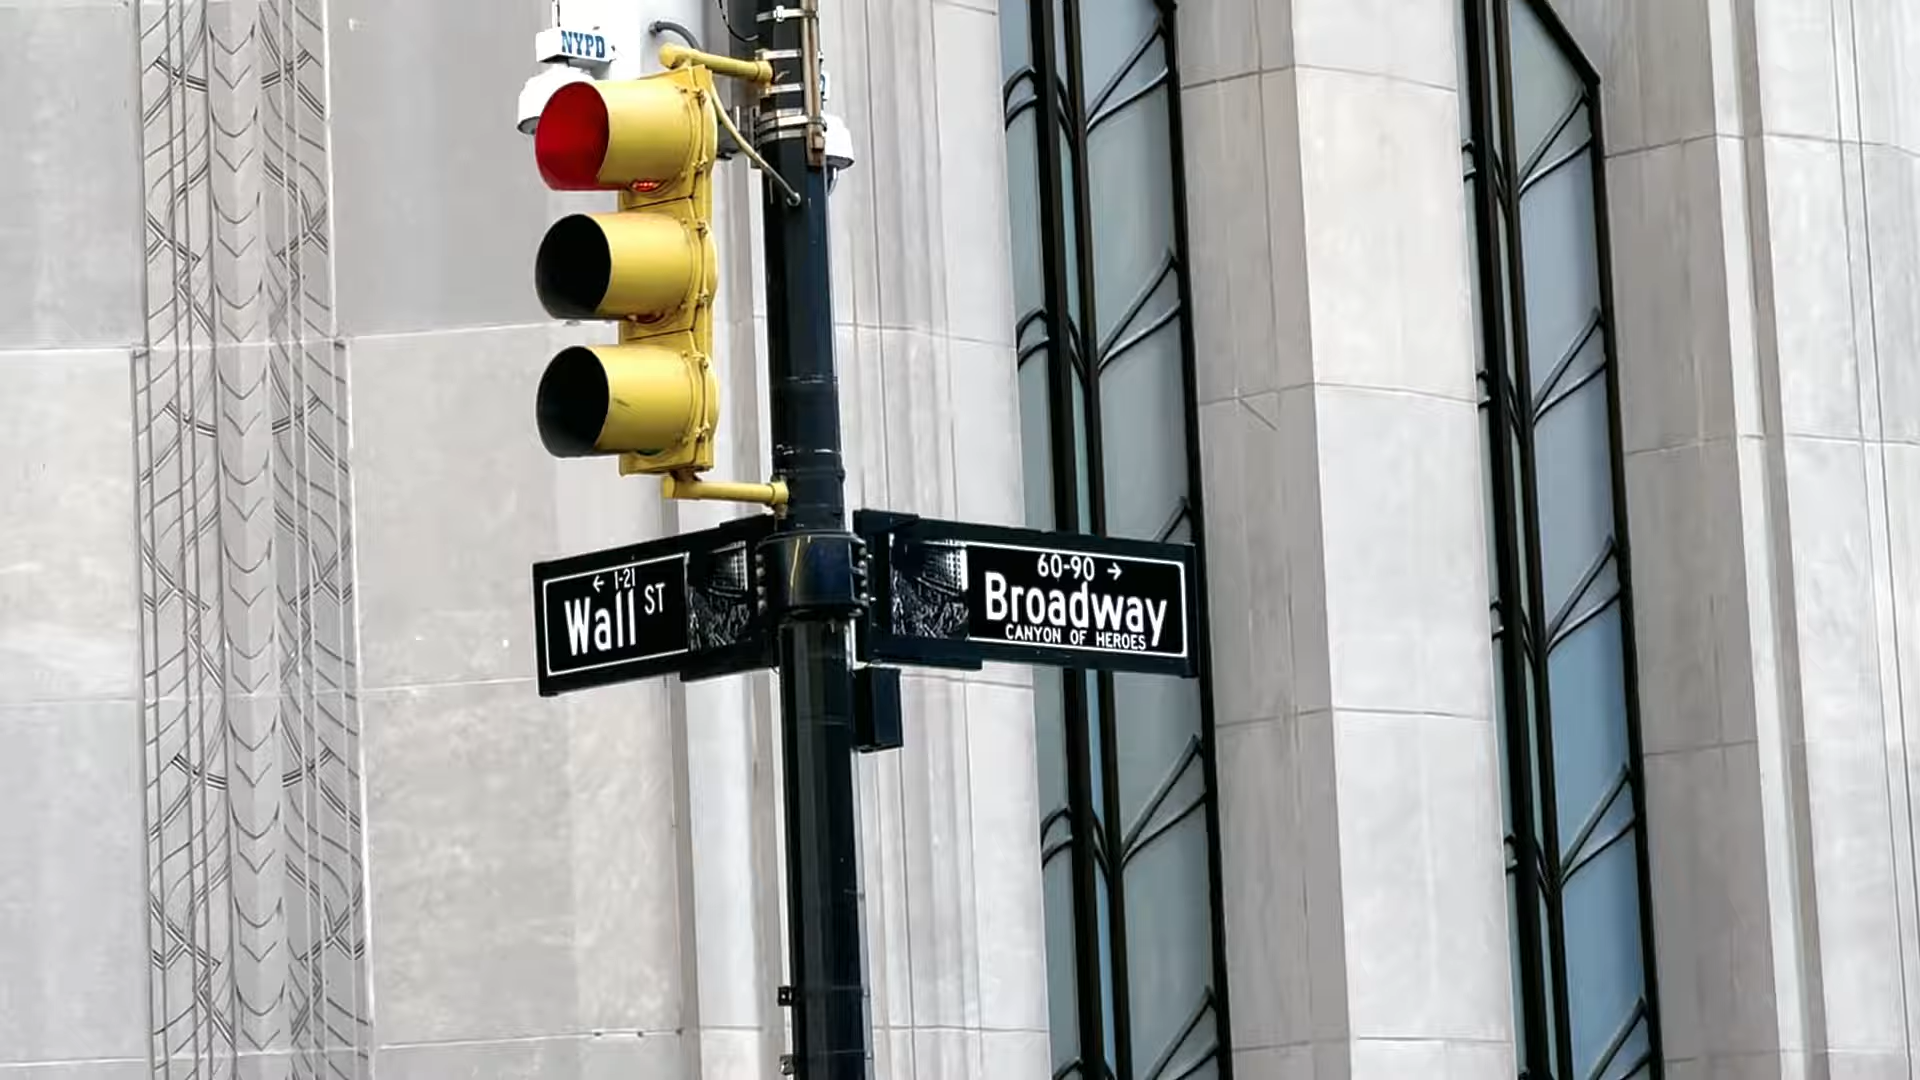 NYPD
← 1-21
Wall ST
60-90 →
Broadway
CANYON OF HEROES